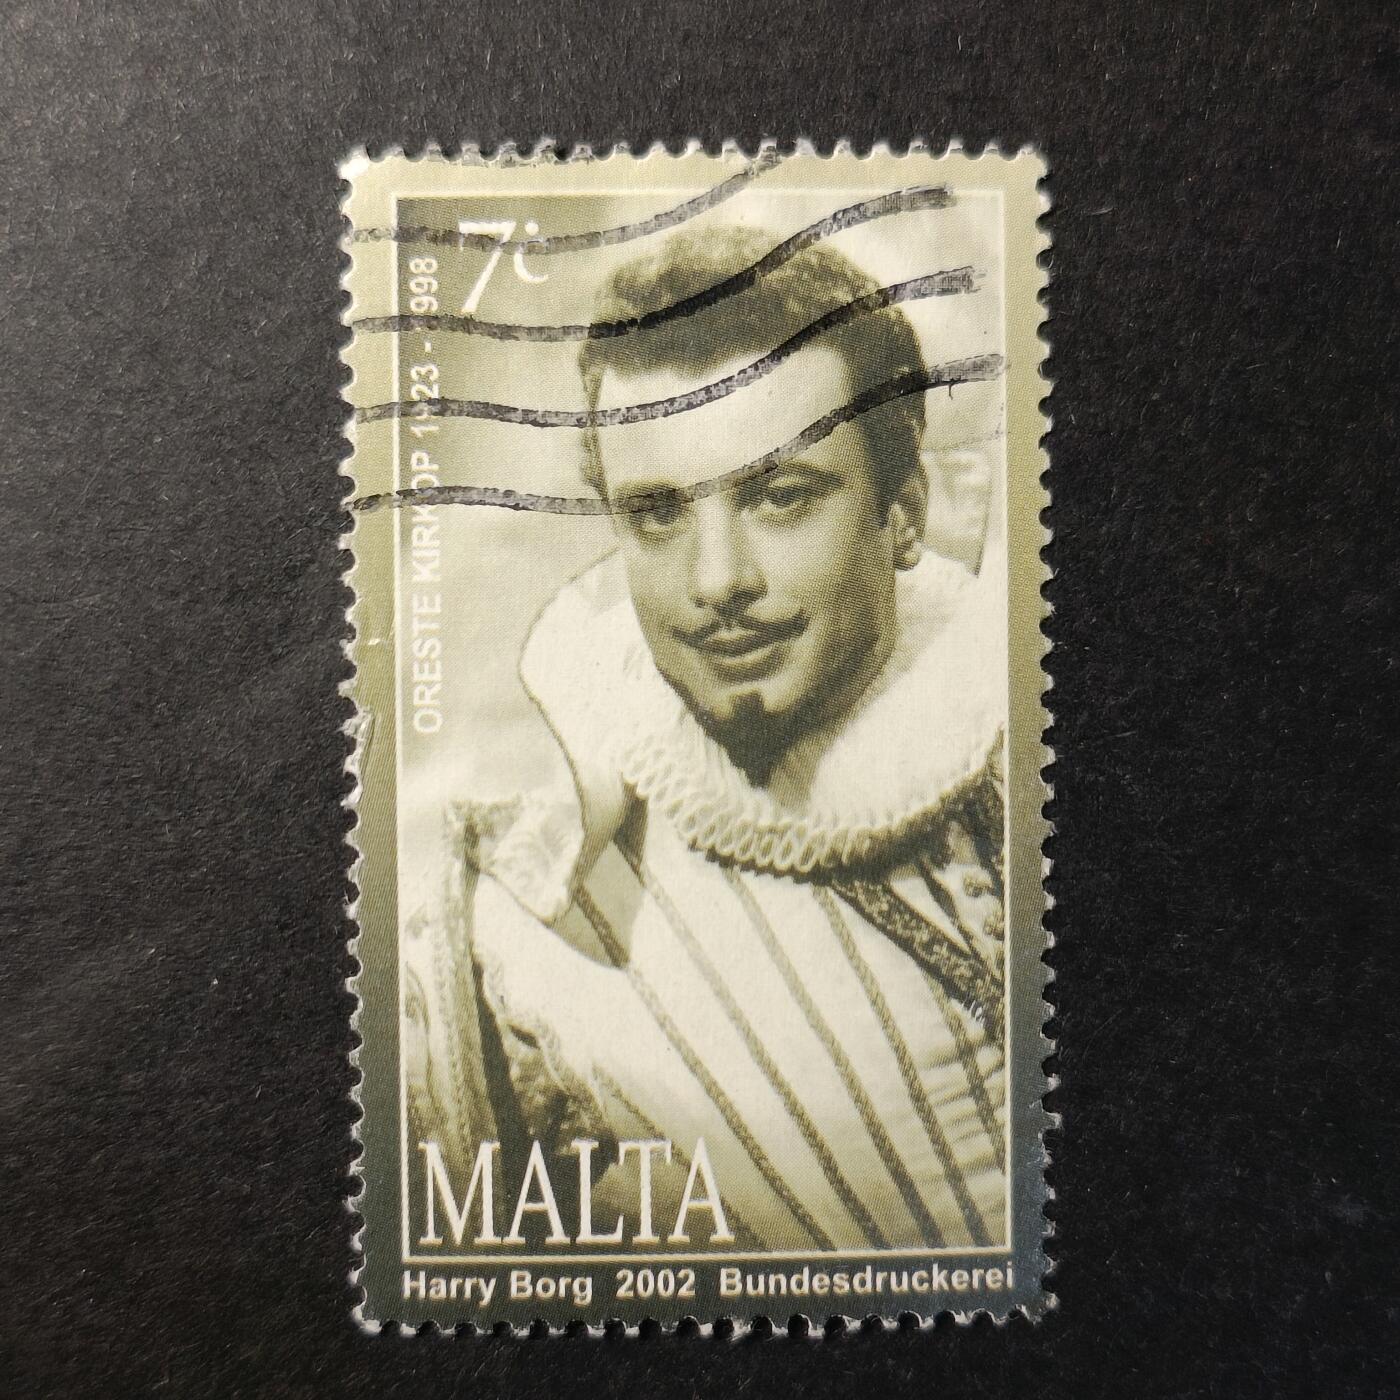 7c
ORESTE KIRKOP 1923 - 1998
MALTA
Harry Borg 2002 Bundesdruckerei